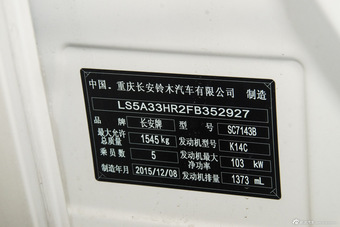 中国．重庆长安铃木汽车有限公司 制造
LS5A33HR2FB352927
品牌 长安牌 型号 SC7143B
最大允许总质量 1545 kg 发动机型号 K14C
乘员数 5 发动机最大净功率 103 kW
制造年月 2015/12/08 发动机排量 1373 mL